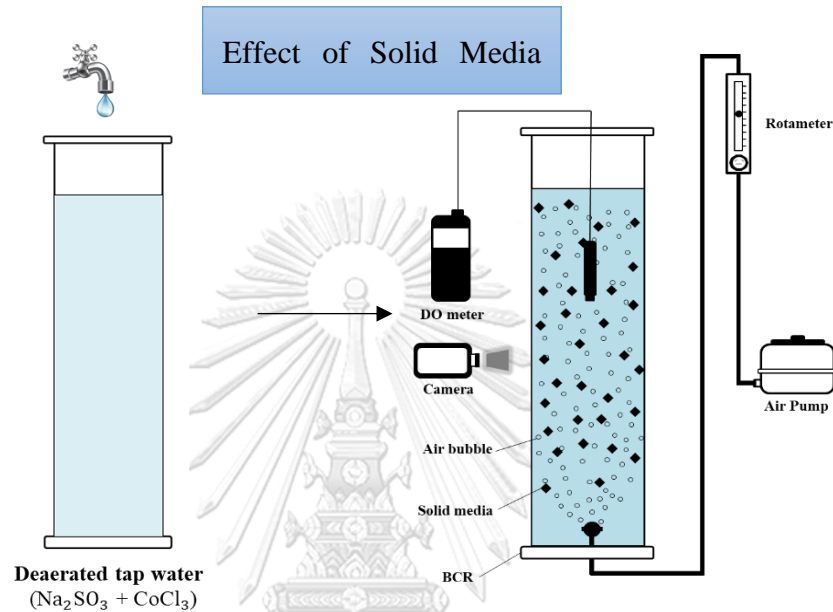 Effect of Solid Media
Rotameter
DO meter
Camera
Air Pump
Air bubble
Solid media
BCR
Deaerated tap water
(Na₂SO₃ + CoCl₃)